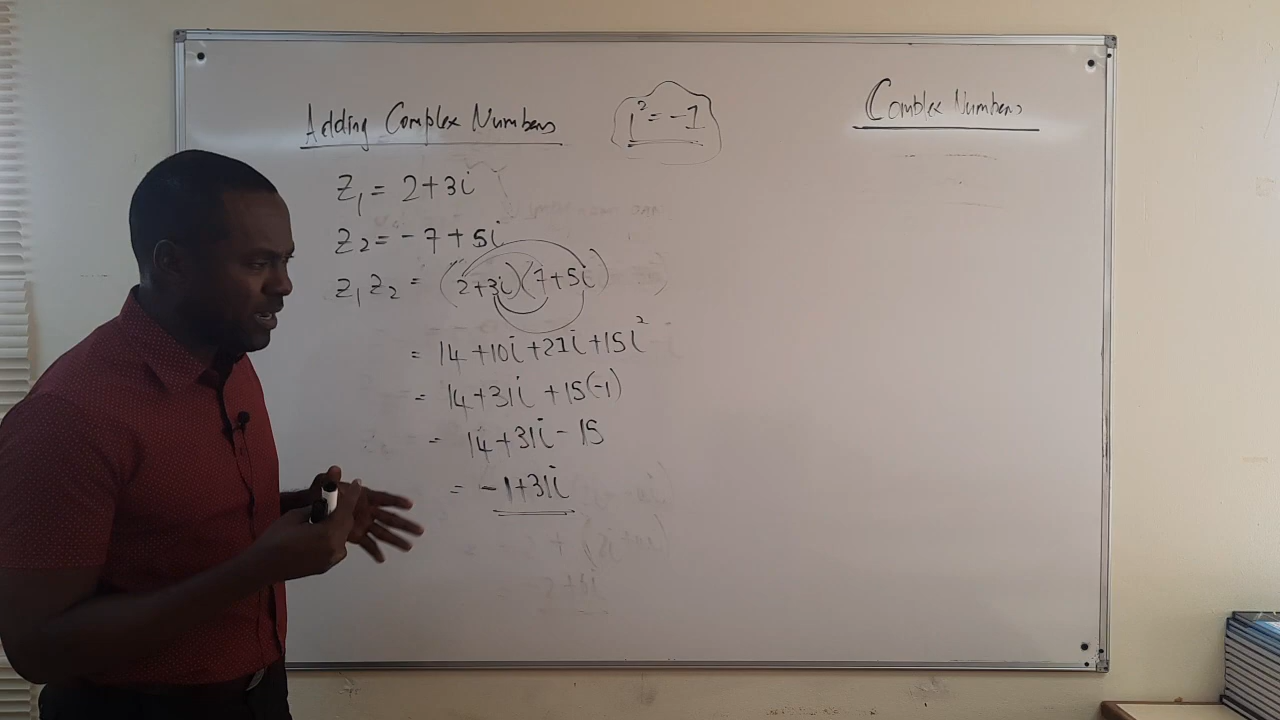 Adding Complex Numbers
i² = -1
Complex Numbers
Z₁ = 2+3i
Z₂ = -7+5i
Z₁Z₂ = (2+3i)(7+5i)
= 14+10i+21i+15i²
= 14+31i+15(-1)
= 14+31i-15
= -1+31i